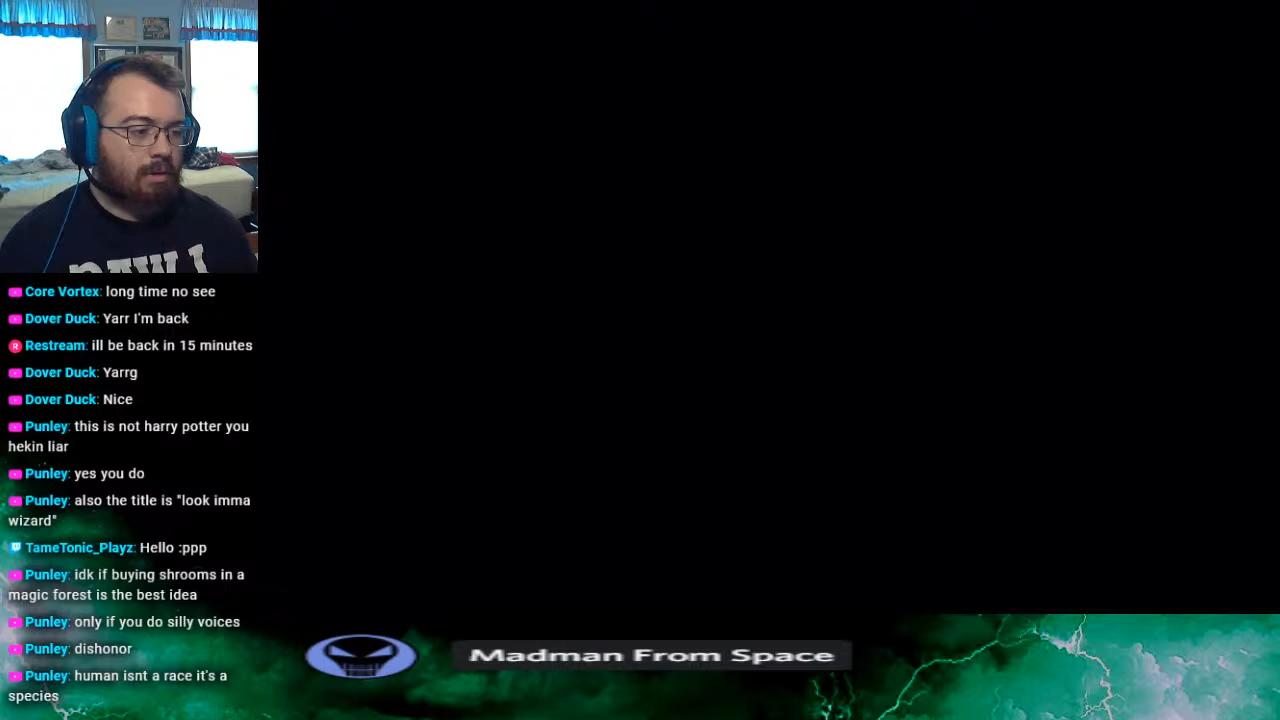 Core Vortex: long time no see
Dover Duck: Yarr I'm back
Restream: ill be back in 15 minutes
Dover Duck: Yarrg
Dover Duck: Nice
Punley: this is not harry potter you
hekin liar
Punley: yes you do
Punley: also the title is "look imma
wizard"
TameTonic_Playz: Hello :ppp
Punley: idk if buying shrooms in a
magic forest is the best idea
Punley: only if you do silly voices
Punley: dishonor
Punley: human isnt a race it's a
species
Madman From Space